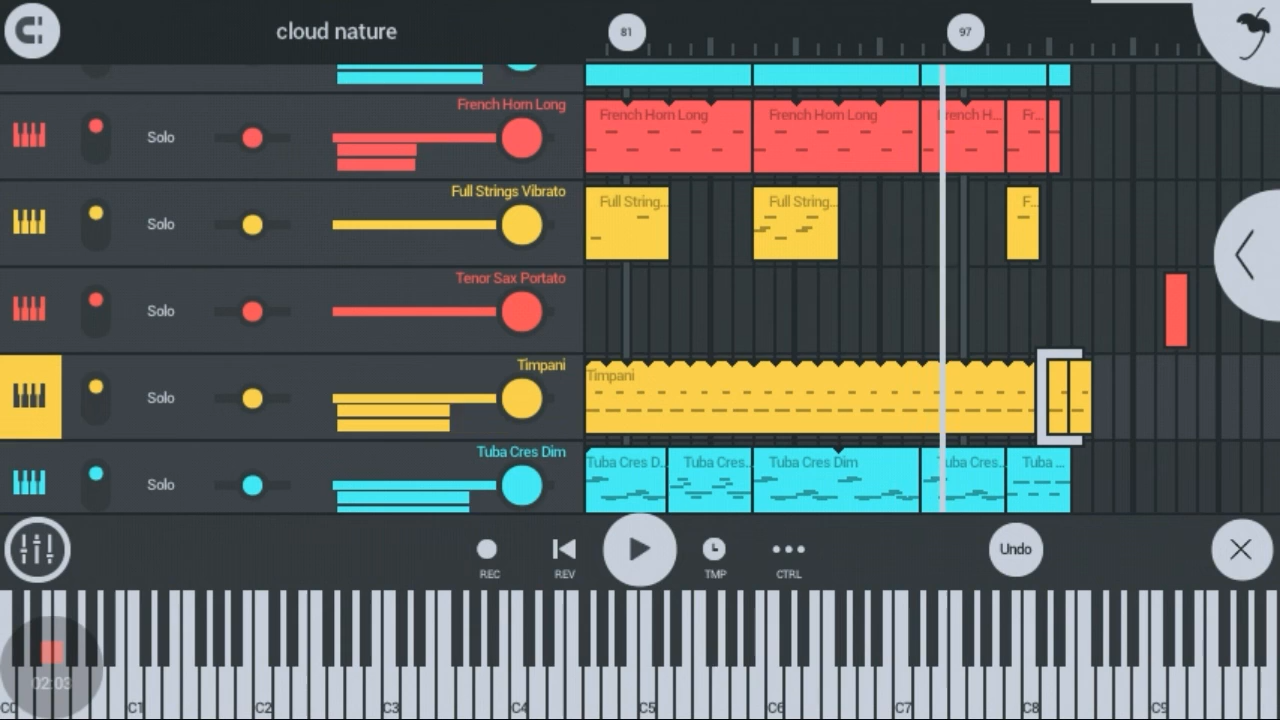 cloud nature
81
97
French Horn Long
Solo
French Horn Long
French Horn Long
French H...
Fr...
Full Strings Vibrato
Solo
Full String...
Full String...
F...
Tenor Sax Portato
Solo
Timpani
Solo
Timpani
Tuba Cres Dim
Solo
Tuba Cres D...
Tuba Cres...
Tuba Cres Dim
Tuba Cres...
Tuba ...
Undo
REC
REV
TMP
CTRL
02:03
C0
C1
C2
C3
C4
C5
C6
C7
C8
C9